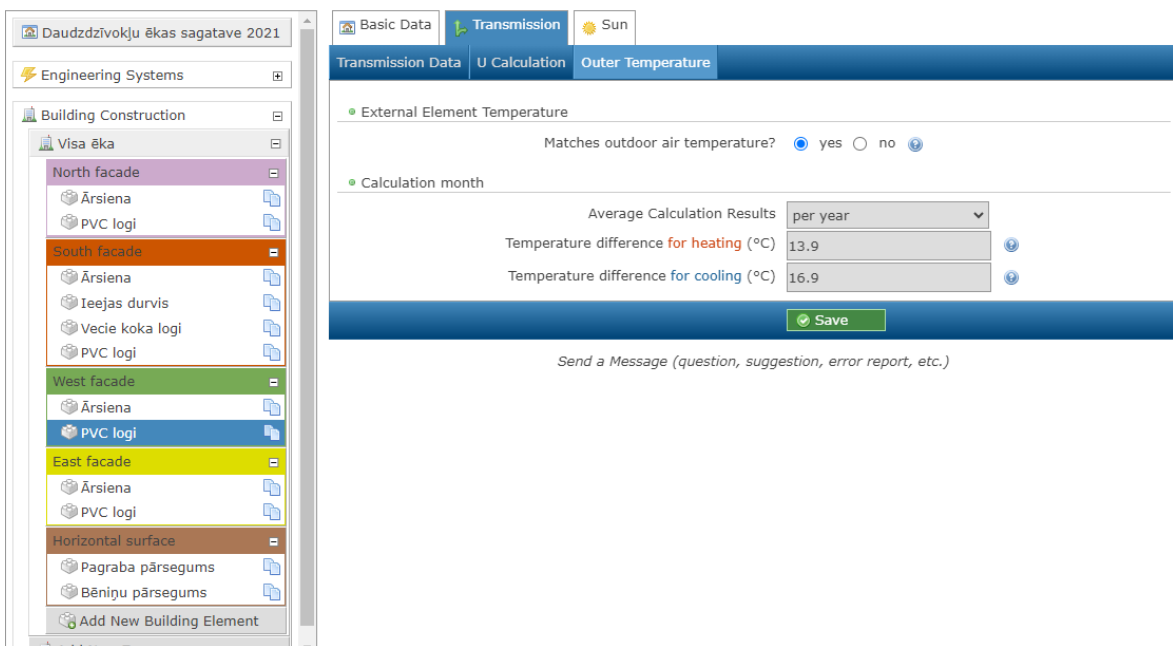 Daudzdzīvokļu ēkas sagatave 2021
Engineering Systems
Building Construction
Visa ēka
North facade
Ārsiena
PVC logi
South facade
Ārsiena
Ieejas durvis
Vecie koka logi
PVC logi
West facade
Ārsiena
PVC logi
East facade
Ārsiena
PVC logi
Horizontal surface
Pagraba pārsegums
Bēniņu pārsegums
Add New Building Element
Basic Data Transmission Sun
Transmission Data U Calculation Outer Temperature
External Element Temperature
Matches outdoor air temperature? yes no
Calculation month
Average Calculation Results per year
Temperature difference for heating (°C) 13.9
Temperature difference for cooling (°C) 16.9
Save
Send a Message (question, suggestion, error report, etc.)